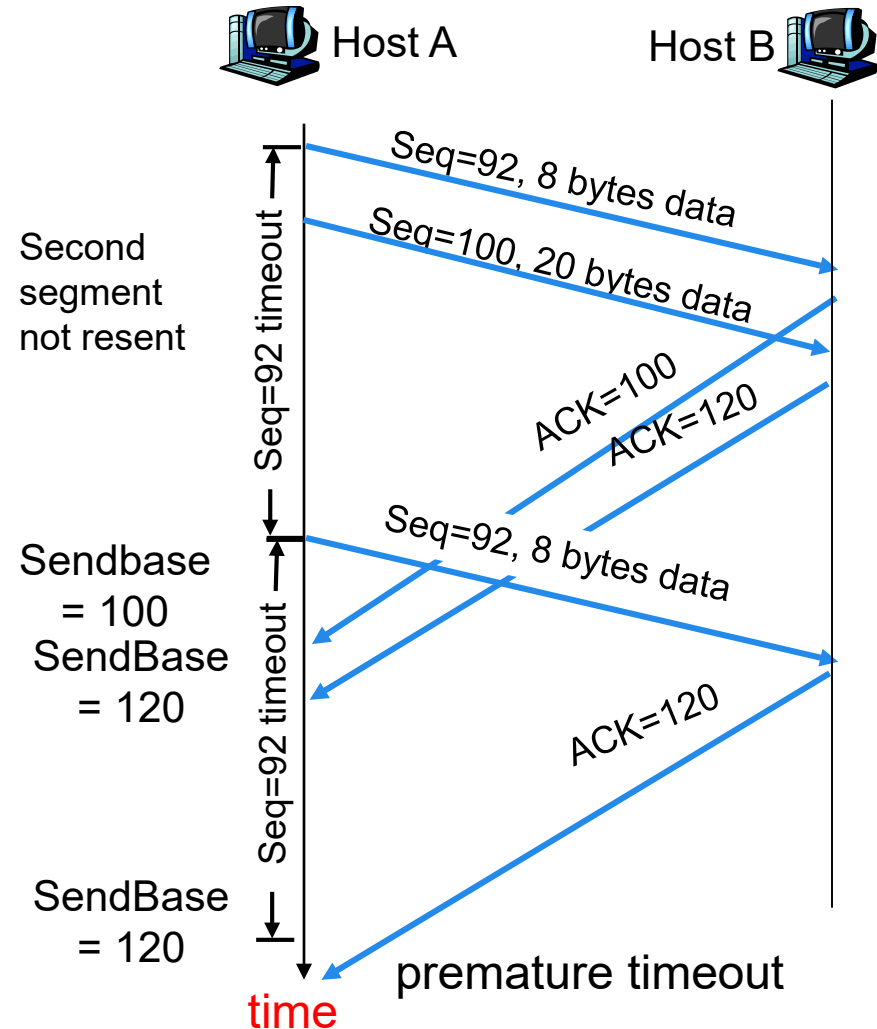 Host A
Host B
Seq=92, 8 bytes data
Seq=100, 20 bytes data
Second
segment
not resent
Seq=92 timeout
ACK=100
ACK=120
Seq=92, 8 bytes data
Sendbase
= 100
SendBase
= 120
Seq=92 timeout
ACK=120
SendBase
= 120
premature timeout
time